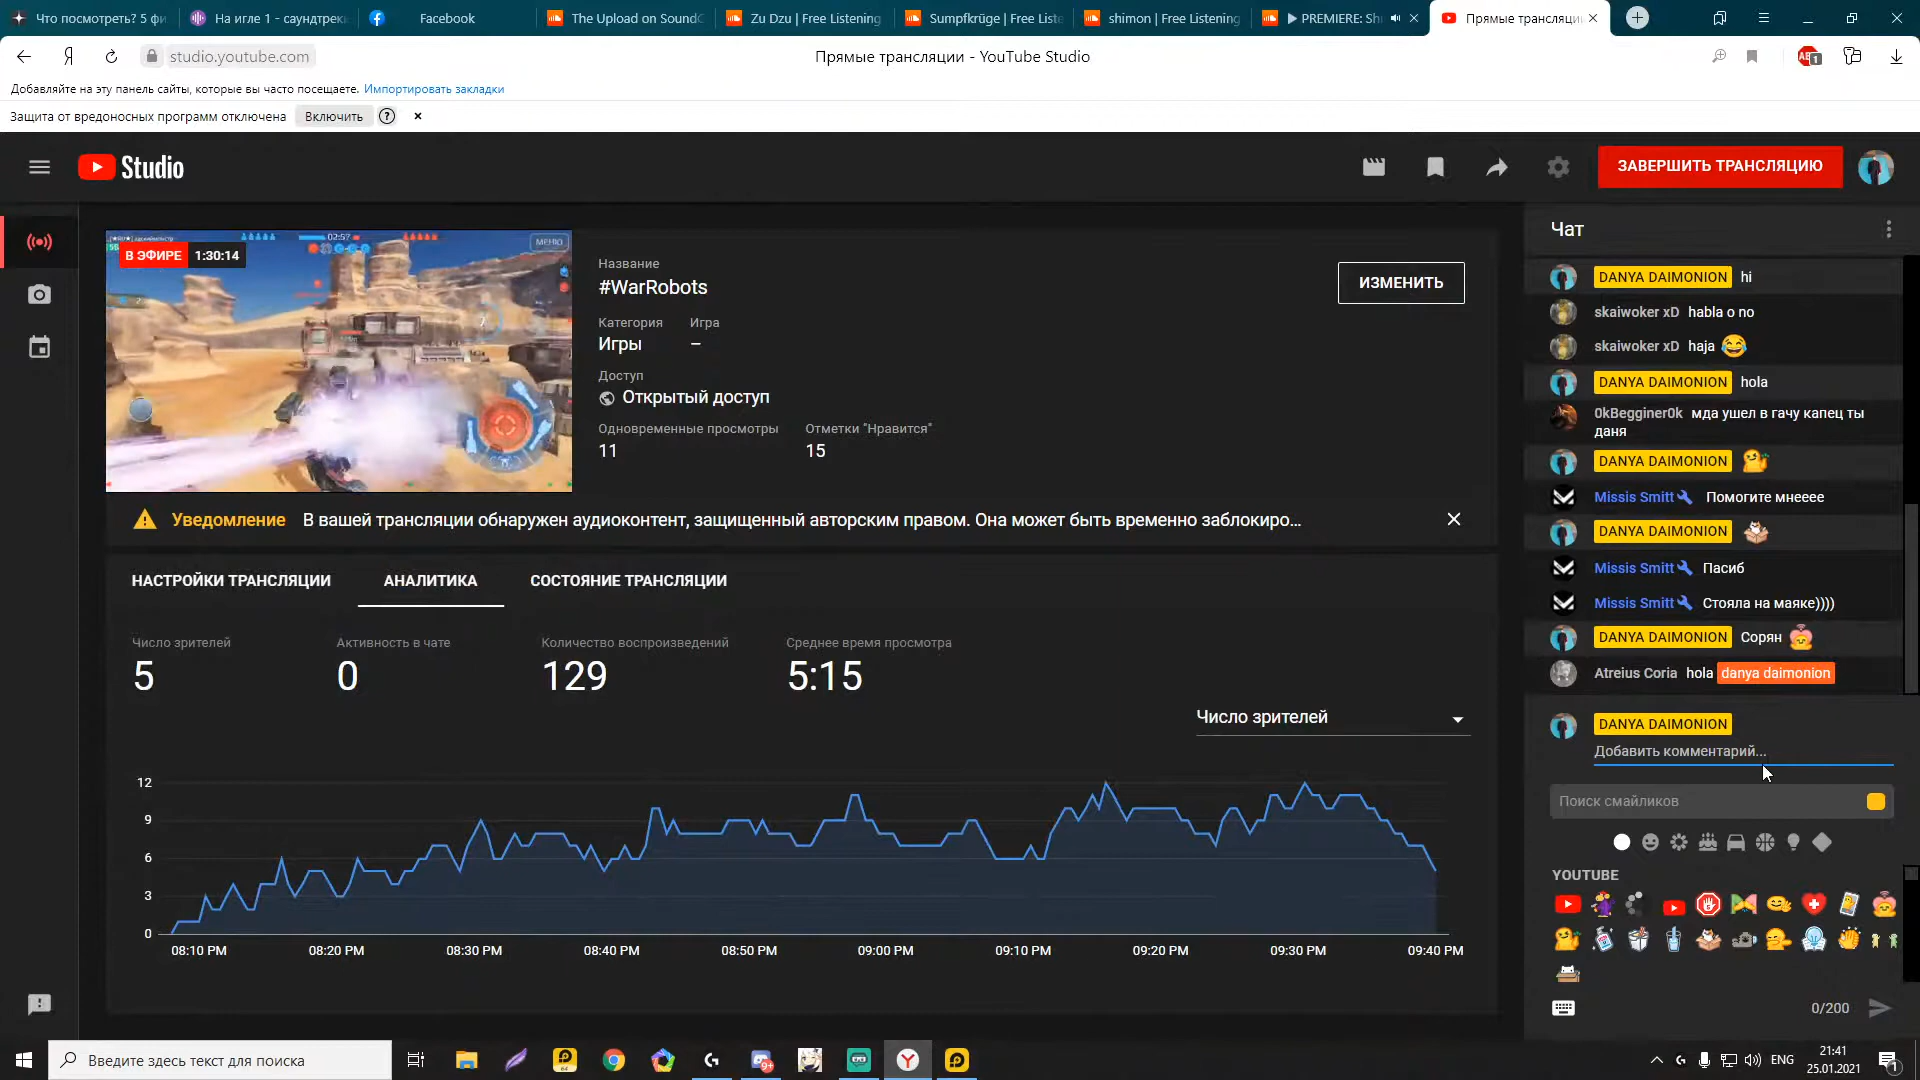 Что посмотреть? 5 фи
На игле 1 - саундтрек
Facebook
The Upload on SoundC
Zu Dzu | Free Listening
Sumpfkrüge | Free Liste
shimon | Free Listening
PREMIERE: Sh
Прямые трансляци
studio.youtube.com
Прямые трансляции - YouTube Studio
Добавляйте на эту панель сайты, которые вы часто посещаете. Импортировать закладки
Защита от вредоносных программ отключена Включить
Studio
ЗАВЕРШИТЬ ТРАНСЛЯЦИЮ
02:57
МЕНЮ
В ЭФИРЕ 1:30:14
Название
#WarRobots
ИЗМЕНИТЬ
Категория Игра
Игры –
Доступ
Открытый доступ
Одновременные просмотры Отметки "Нравится"
11 15
Уведомление В вашей трансляции обнаружен аудиоконтент, защищенный авторским правом. Она может быть временно заблокиро...
НАСТРОЙКИ ТРАНСЛЯЦИИ АНАЛИТИКА СОСТОЯНИЕ ТРАНСЛЯЦИИ
Число зрителей Активность в чате Количество воспроизведений Среднее время просмотра
5 0 129 5:15
Число зрителей
12
9
6
3
0
08:10 PM 08:20 PM 08:30 PM 08:40 PM 08:50 PM 09:00 PM 09:10 PM 09:20 PM 09:30 PM 09:40 PM
Чат
DANYA DAIMONION hi
skaiwoker xD habla o no
skaiwoker xD haja 😂
DANYA DAIMONION hola
0kBegginer0k мда ушел в гачу капец ты
даня
DANYA DAIMONION
Missis Smitt Помогите мнееее
DANYA DAIMONION
Missis Smitt Пасиб
Missis Smitt Стояла на маяке))))
DANYA DAIMONION Сорян
Atreius Coria hola danya daimonion
DANYA DAIMONION
Добавить комментарий...
Поиск смайликов
YOUTUBE
0/200
Введите здесь текст для поиска
ENG
21:41
25.01.2021